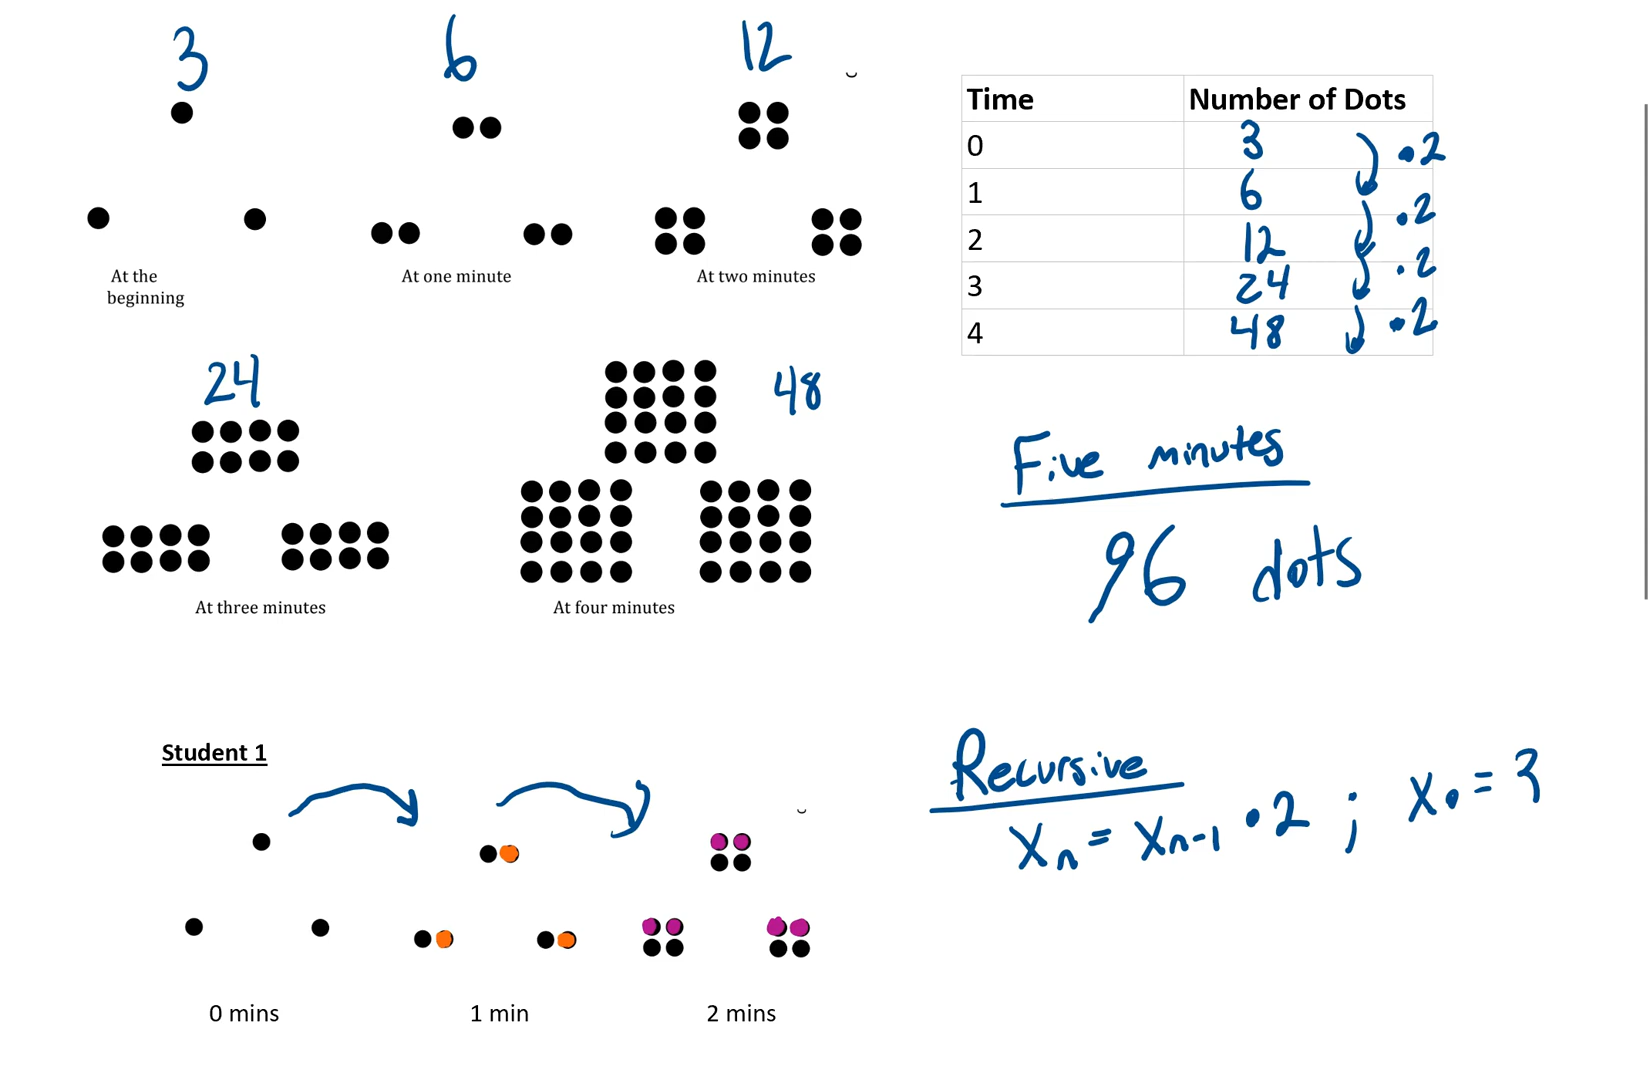 3 6 12
At the
beginning
At one minute
At two minutes
24 48
At three minutes
At four minutes
Time Number of Dots
0 3 •2
1 6 •2
2 12 •2
3 24 •2
4 48
Five minutes
96 dots
Student 1
0 mins 1 min 2 mins
Recursive
Xn = Xn-1 • 2 ; X0 = 3